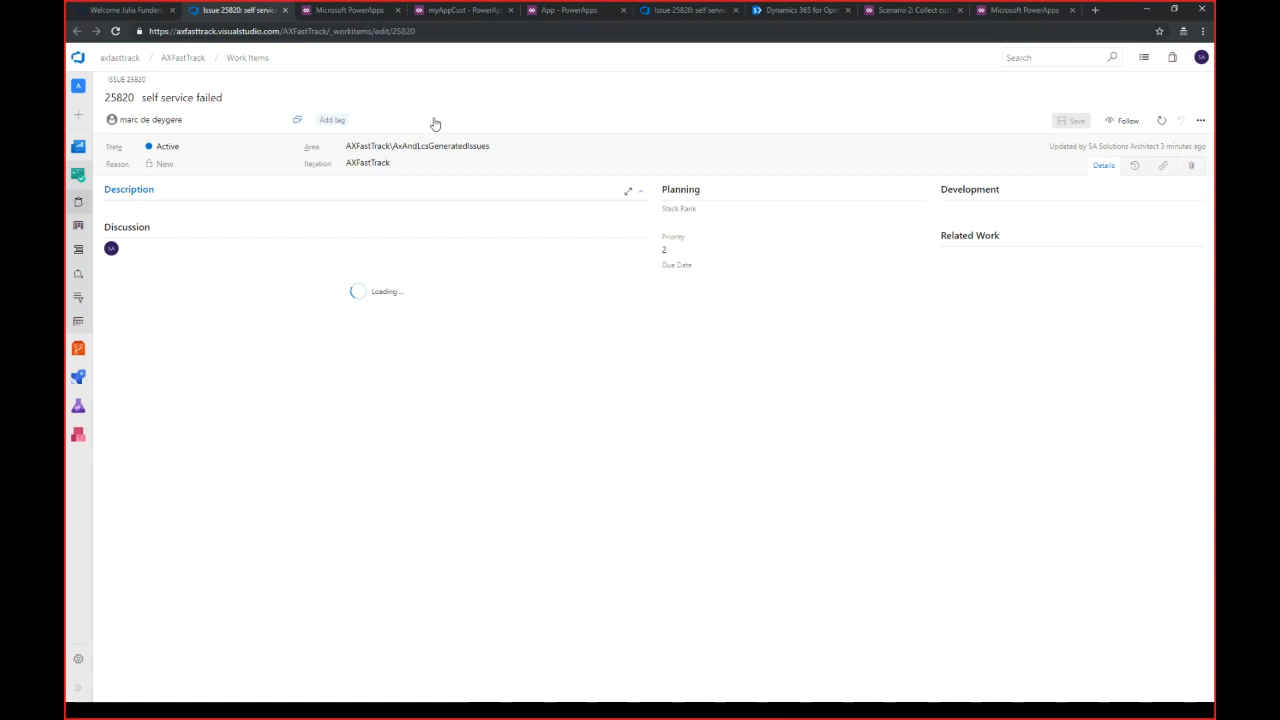 Welcome Julia Funderl
Issue 25820: self servic
Microsoft PowerApps
myAppCust - PowerAp
App - PowerApps
Issue 25820: self servic
Dynamics 365 for Ope
Scenario 2: Collect cus
Microsoft PowerApps
https://axfasttrack.visualstudio.com/AXFastTrack/_workitems/edit/25820
axfasttrack / AXFastTrack / Work Items
Search
SA
A
ISSUE 25820
25820 self service failed
marc de deygere
Add tag
Save
Follow
State Active
Area AXFastTrack\AxAndLcsGeneratedIssues
Updated by SA Solutions Architect 3 minutes ago
Reason New
Iteration AXFastTrack
Details
Description
Planning
Development
Stack Rank
Discussion
Related Work
Priority
2
SA
Due Date
Loading ...